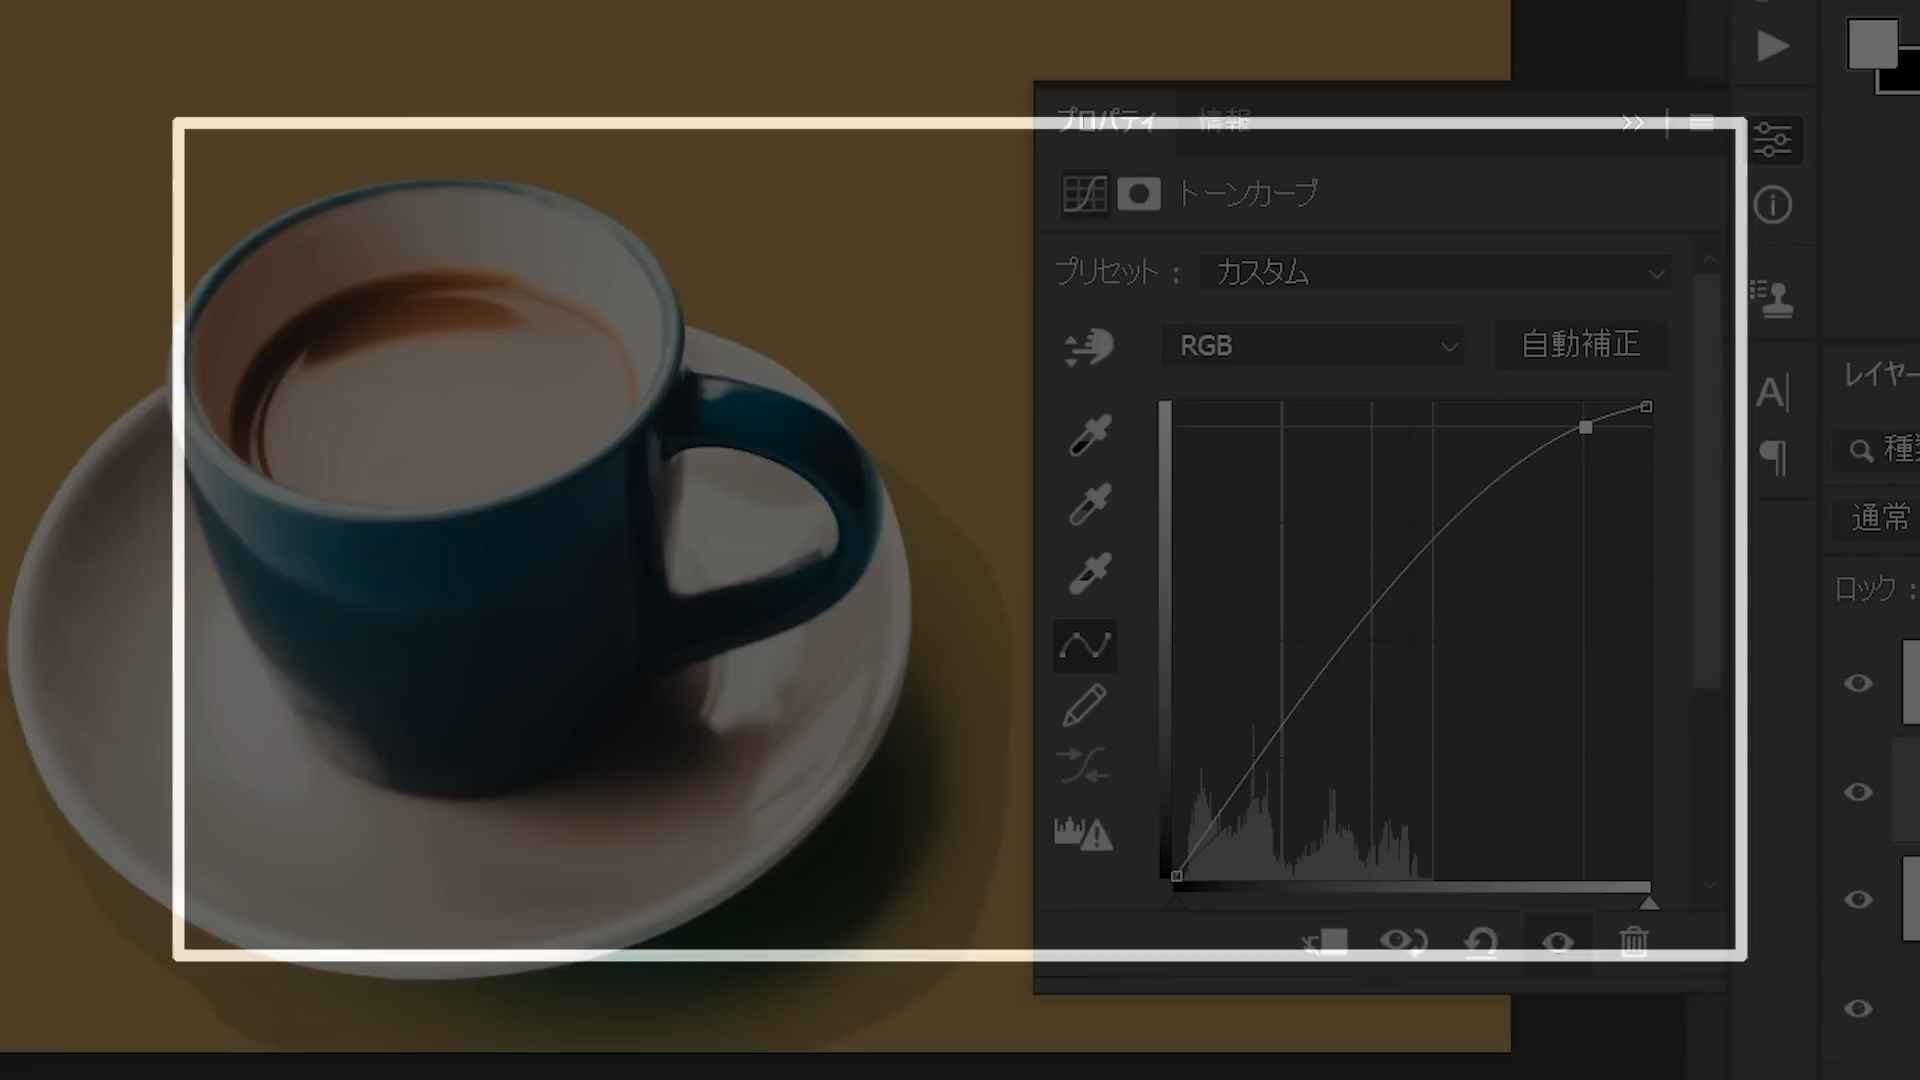 プロパティ 情報
トーンカーブ
プリセット： カスタム
RGB 自動補正
レイヤー
通常
ロック：